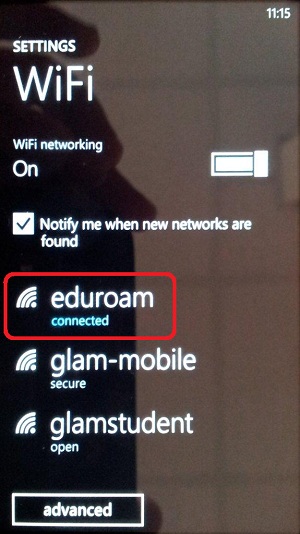 11:15
SETTINGS
WiFi
WiFi networking
On
Notify me when new networks are
found
eduroam
connected
glam-mobile
secure
glamstudent
open
advanced